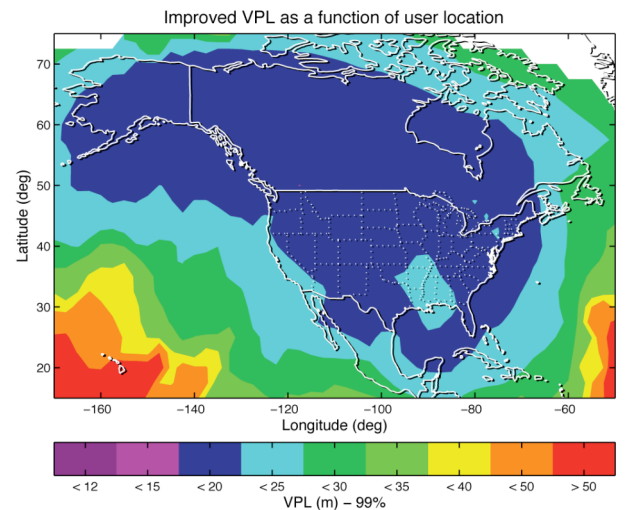 Improved VPL as a function of user location
70
60
50
40
30
20
Latitude (deg)
−160 −140 −120 −100 −80 −60
Longitude (deg)
< 12 < 15 < 20 < 25 < 30 < 35 < 40 < 50 > 50
VPL (m) − 99%